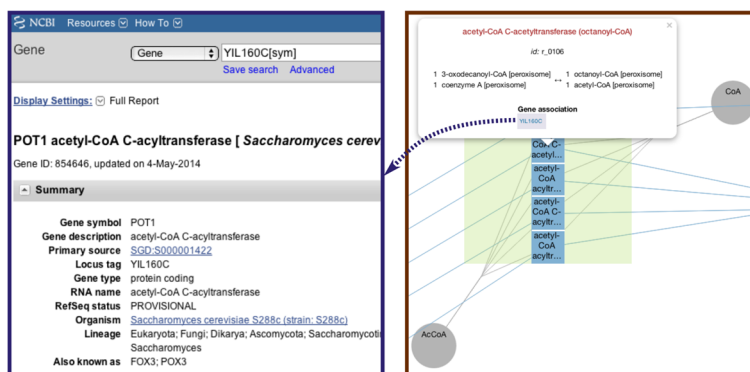 NCBI Resources How To
Gene
Gene
YIL160C[sym]
Save search Advanced
Display Settings: Full Report
POT1 acetyl-CoA C-acyltransferase [ Saccharomyces cerev
Gene ID: 854646, updated on 4-May-2014
Summary
Gene symbol POT1
Gene description acetyl-CoA C-acyltransferase
Primary source SGD:S000001422
Locus tag YIL160C
Gene type protein coding
RNA name acetyl-CoA C-acyltransferase
RefSeq status PROVISIONAL
Organism Saccharomyces cerevisiae S288c (strain: S288c)
Lineage Eukaryota; Fungi; Dikarya; Ascomycota; Saccharomycotin
Saccharomyces
Also known as FOX3; POX3
acetyl-CoA C-acetyltransferase (octanoyl-CoA)
×
id: r_0106
1 3-oxodecanoyl-CoA [peroxisome] ↔ 1 octanoyl-CoA [peroxisome]
1 coenzyme A [peroxisome] 1 acetyl-CoA [peroxisome]
Gene association
YIL160C
CoA
CoA C-
acetyl...
acetyl-
CoA
acyltr...
acetyl-
CoA C-
acyltr...
acetyl-
CoA
acyltr...
AcCoA